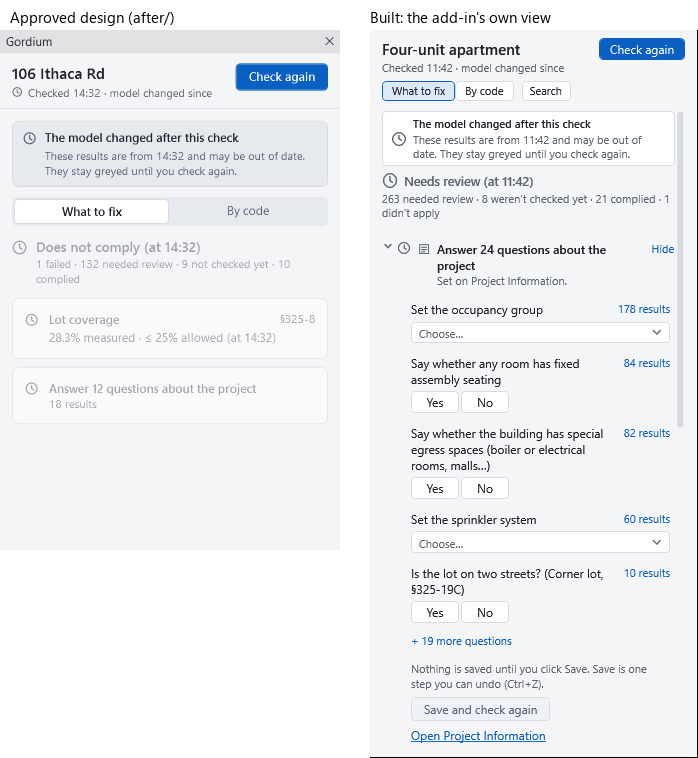 Approved design (after/)
Gordium
106 Ithaca Rd
Check again
Checked 14:32 · model changed since
The model changed after this check
These results are from 14:32 and may be out of date.
They stay greyed until you check again.
What to fix
By code
Does not comply (at 14:32)
1 failed · 132 needed review · 9 not checked yet · 10
complied
Lot coverage
§325-8
28.3% measured · ≤ 25% allowed (at 14:32)
Answer 12 questions about the project
18 results
Built: the add-in's own view
Four-unit apartment
Check again
Checked 11:42 · model changed since
What to fix
By code
Search
The model changed after this check
These results are from 11:42 and may be out of
date. They stay greyed until you check again.
Needs review (at 11:42)
263 needed review · 8 weren't checked yet · 21 complied · 1
didn't apply
Answer 24 questions about the
project
Hide
Set on Project Information.
Set the occupancy group
178 results
Choose...
Say whether any room has fixed
assembly seating
84 results
Yes
No
Say whether the building has special
egress spaces (boiler or electrical
rooms, malls...)
82 results
Yes
No
Set the sprinkler system
60 results
Choose...
Is the lot on two streets? (Corner lot,
§325-19C)
10 results
Yes
No
+ 19 more questions
Nothing is saved until you click Save. Save is one
step you can undo (Ctrl+Z).
Save and check again
Open Project Information